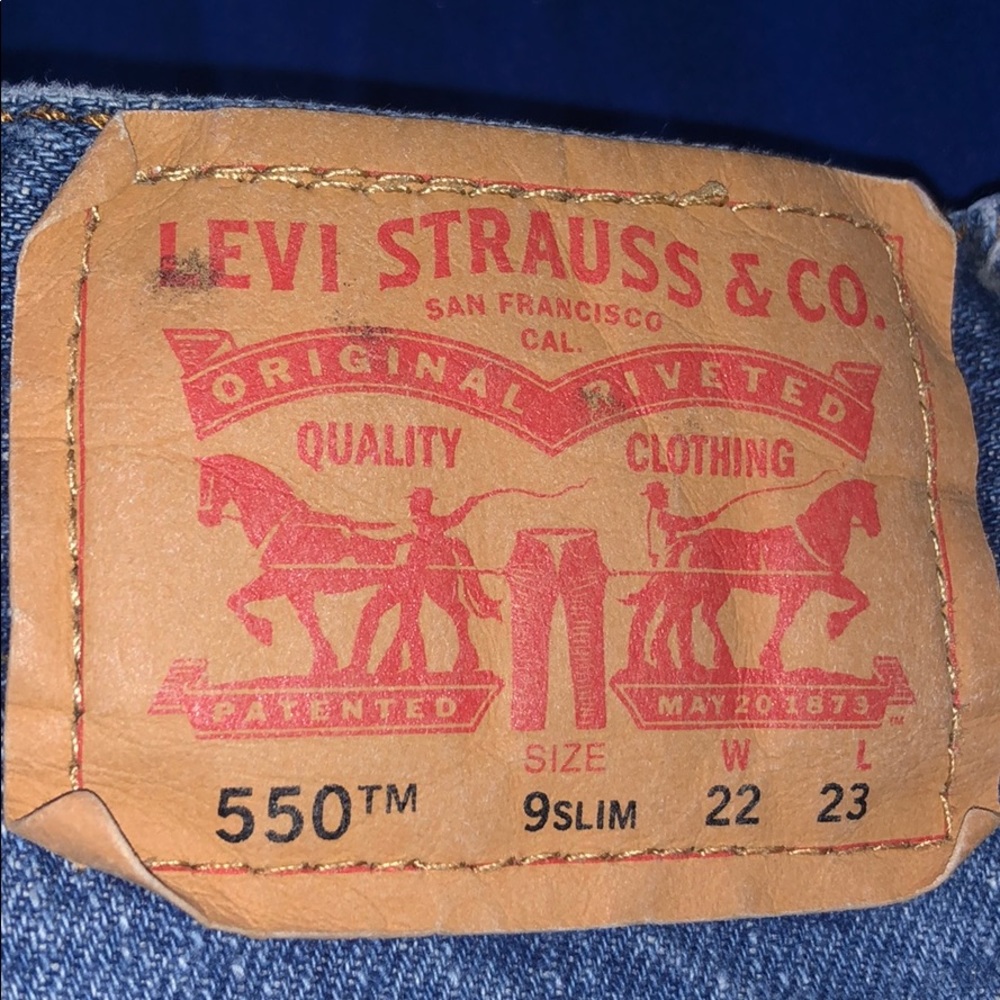 LEVI STRAUSS & CO.
SAN FRANCISCO
CAL.
ORIGINAL RIVETED
QUALITY CLOTHING
PATENTED MAY 20 1873 ™
SIZE W L
550™ 9SLIM 22 23